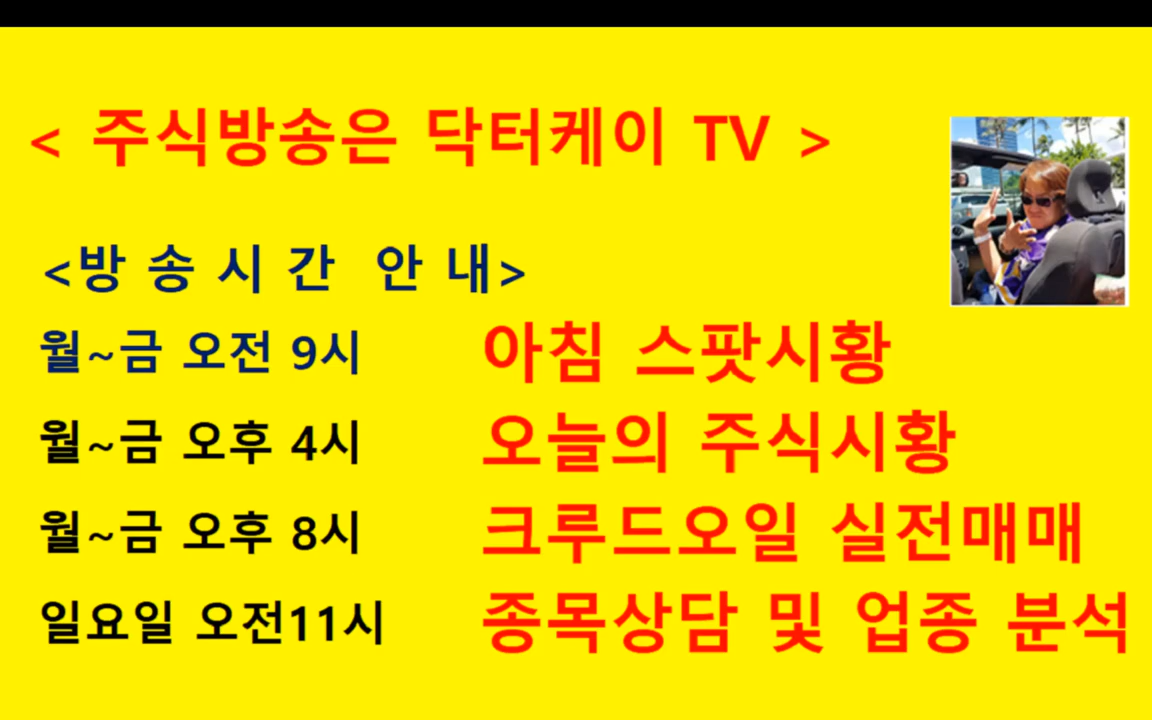 < 주식방송은 닥터케이 TV >
<방 송 시 간 안 내>
월~금 오전 9시 아침 스팟시황
월~금 오후 4시 오늘의 주식시황
월~금 오후 8시 크루드오일 실전매매
일요일 오전11시 종목상담 및 업종 분석